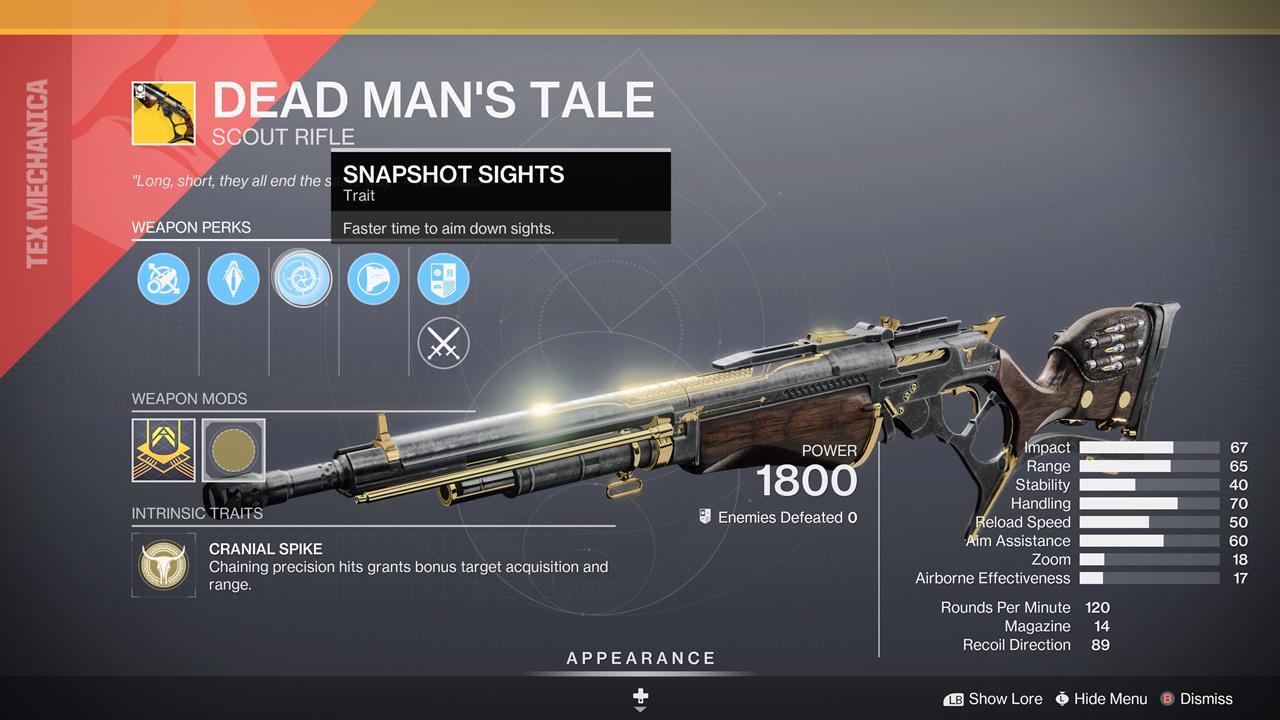 TEX MECHANICA
DEAD MAN'S TALE
SCOUT RIFLE
"Long, short, they all end the s
SNAPSHOT SIGHTS
Trait
Faster time to aim down sights.
WEAPON PERKS
WEAPON MODS
INTRINSIC TRAITS
CRANIAL SPIKE
Chaining precision hits grants bonus target acquisition and
range.
POWER
1800
Enemies Defeated 0
Impact 67
Range 65
Stability 40
Handling 70
Reload Speed 50
Aim Assistance 60
Zoom 18
Airborne Effectiveness 17
Rounds Per Minute 120
Magazine 14
Recoil Direction 89
APPEARANCE
LB Show Lore L Hide Menu B Dismiss